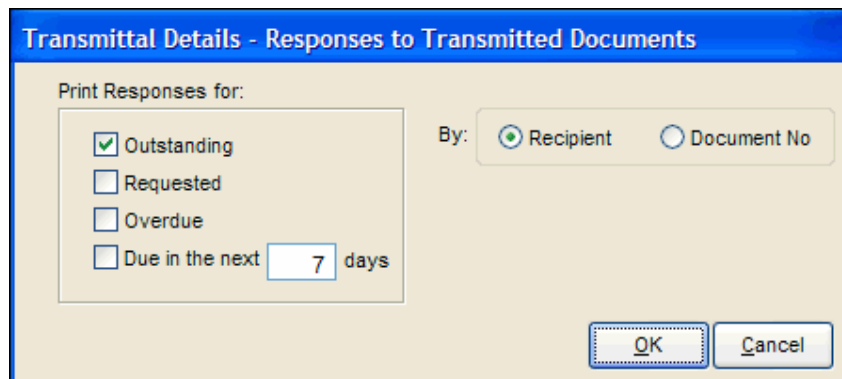 Transmittal Details - Responses to Transmitted Documents
Print Responses for:
By: Recipient Document No
Outstanding
Requested
Overdue
Due in the next 7 days
OK Cancel